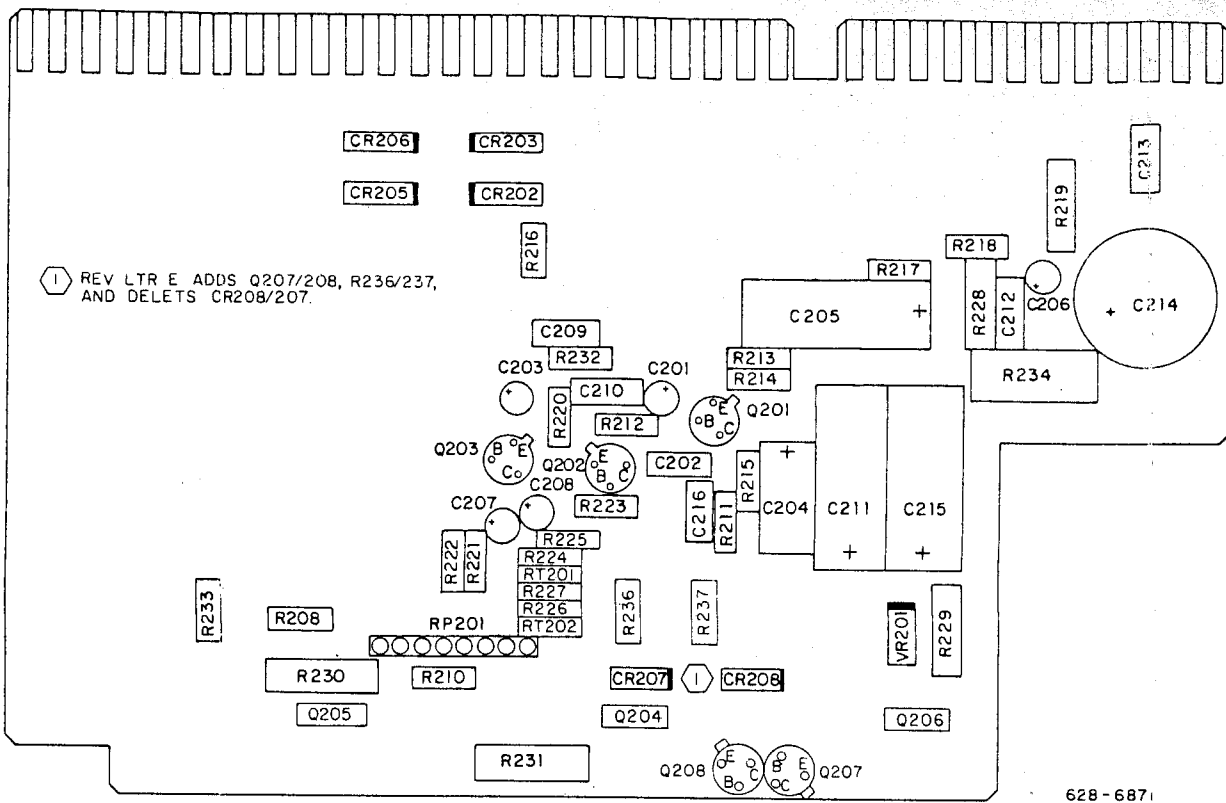 CR206 CR203
C213
CR205 CR202
R219
R216
R218
1 REV LTR E ADDS Q207/208, R236/237,
AND DELETS CR208/207.
R217
C205 +
R228
C212
+
C206
+ C214
C209
R232
R213
C203
+
C201
+
R214
R234
C210
R220
R212
E
B
C
Q201
Q203
B E
C
Q202
E
B C
C202
R215
+
C204
C211
+
C215
+
C208
+
C207
+
R223
C216
R211
R225
R222
R221
R224
RT201
R227
R226
RT202
R233
R208
RP201
R236
R237
VR201
R229
R230
R210
CR207 1 CR208
Q205
Q204
Q206
R231
Q208
E
B C
B E
C
Q207
628-6871